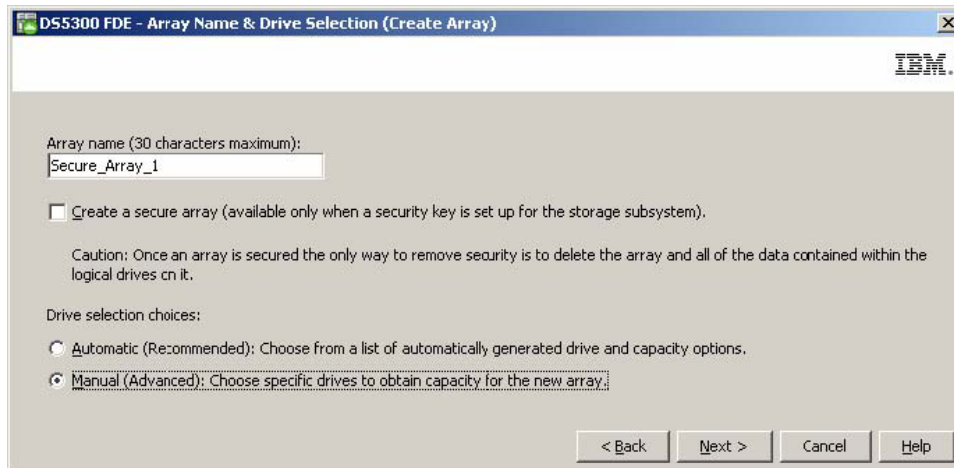 DS5300 FDE - Array Name & Drive Selection (Create Array)
IBM.
Array name (30 characters maximum):
Secure_Array_1
Create a secure array (available only when a security key is set up for the storage subsystem).
Caution: Once an array is secured the only way to remove security is to delete the array and all of the data contained within the
logical drives cn it.
Drive selection choices:
Automatic (Recommended): Choose from a list of automatically generated drive and capacity options.
Manual (Advanced): Choose specific drives to obtain capacity for the new array.
< Back Next > Cancel Help